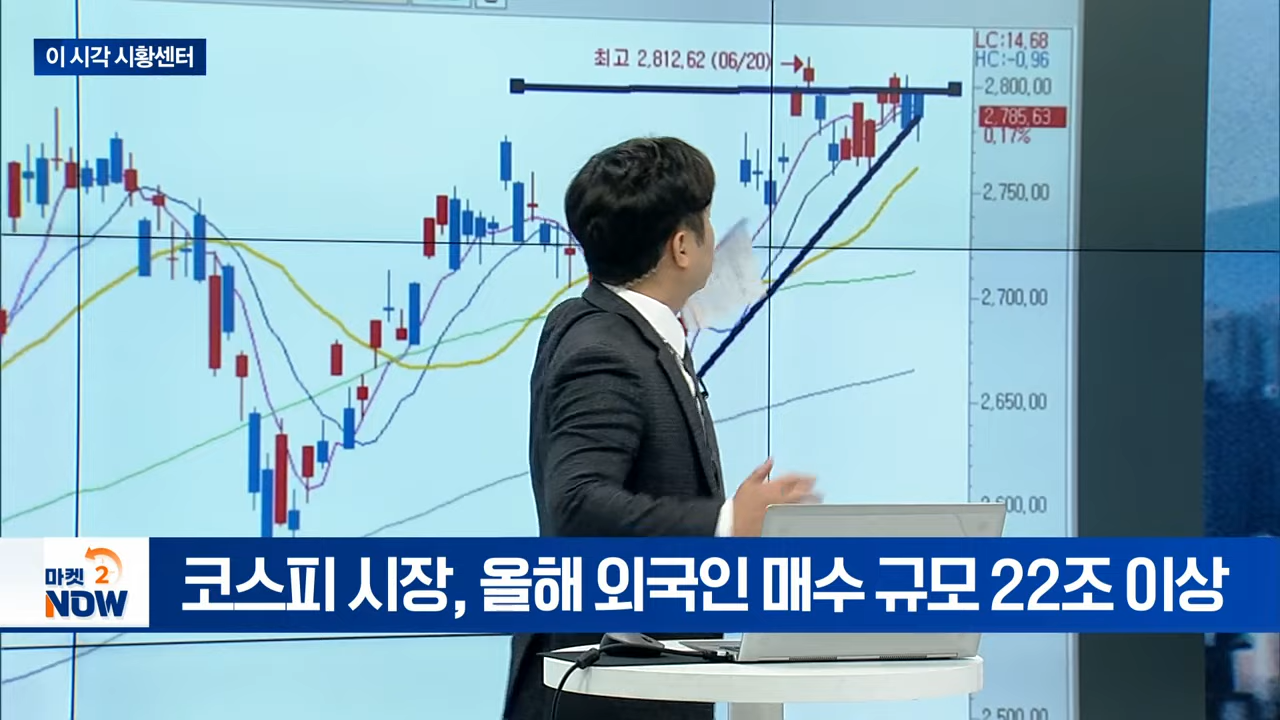 이 시각 시황센터
최고 2,812.62 (06/20)
LC:14.68
HC:-0.96
2,800.00
2,785.63
0.17%
2,750.00
2,700.00
2,650.00
2,600.00
2,500.00
마켓 2
NOW
코스피 시장, 올해 외국인 매수 규모 22조 이상